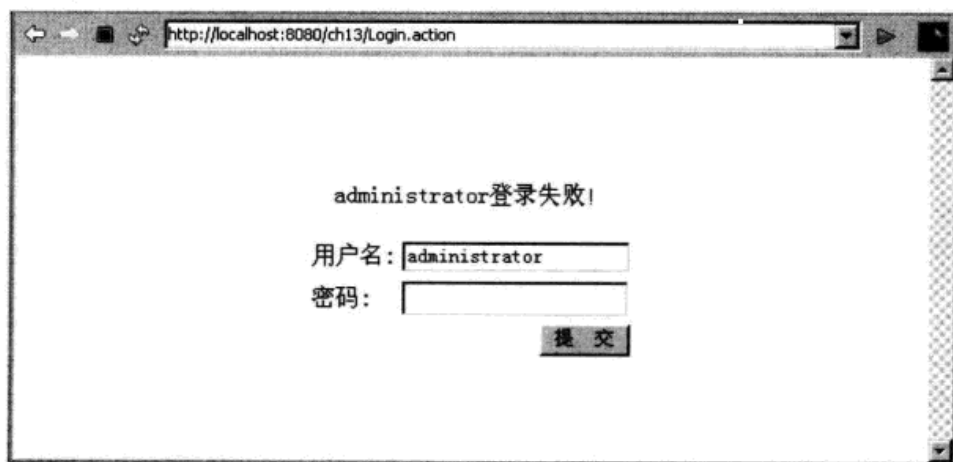 http://localhost:8080/ch13/Login.action
administrator登录失败!
用户名: administrator
密码:
提 交